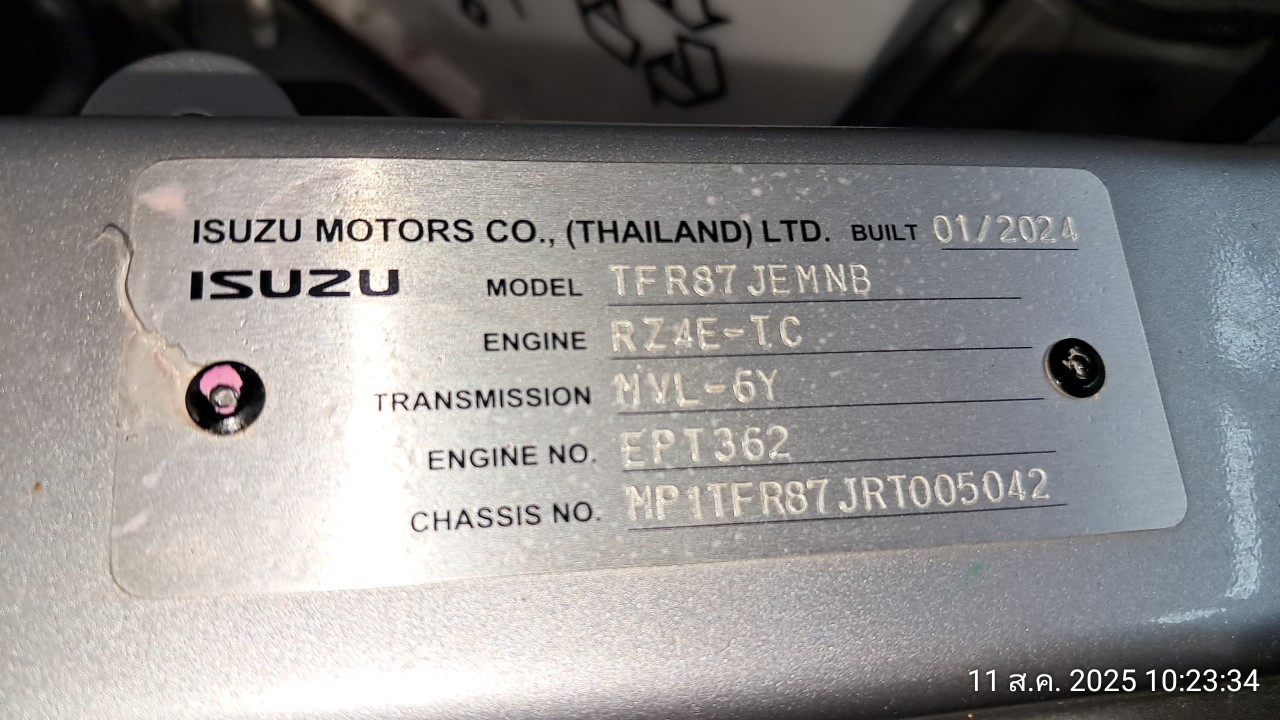 ISUZU MOTORS CO., (THAILAND) LTD. BUILT 01/2024
ISUZU
MODEL TFR87JEMNB
ENGINE RZ4E-TC
TRANSMISSION MVL-6Y
ENGINE NO. EPT362
CHASSIS NO. MP1TFR87JRT005042
11 ส.ค. 2025 10:23:34